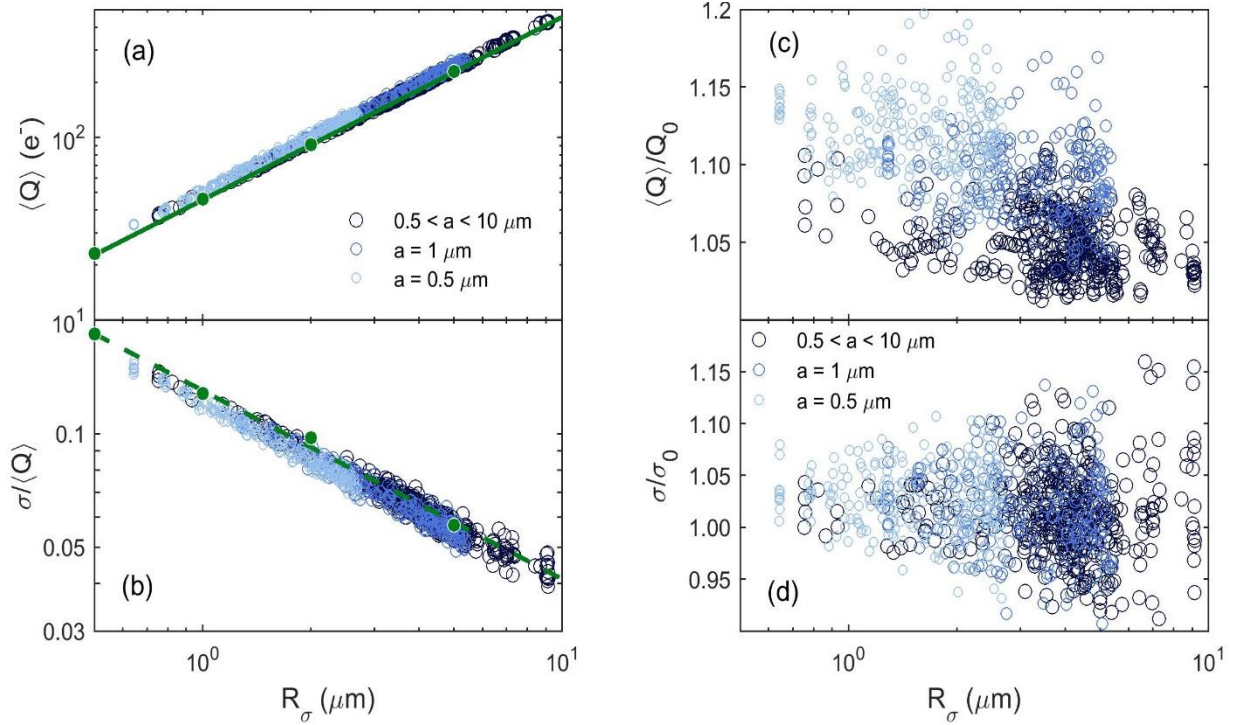 (a)
10²
⟨Q⟩ (e⁻)
0.5 < a < 10 μm
a = 1 μm
a = 0.5 μm
10¹
0.1
0.05
0.03
σ/⟨Q⟩
(b)
10⁰
10¹
R_σ (μm)
1.2
(c)
1.15
1.10
1.05
⟨Q⟩/Q₀
0.5 < a < 10 μm
a = 1 μm
a = 0.5 μm
1.15
1.10
1.05
1.00
0.95
σ/σ₀
(d)
10⁰
10¹
R_σ (μm)